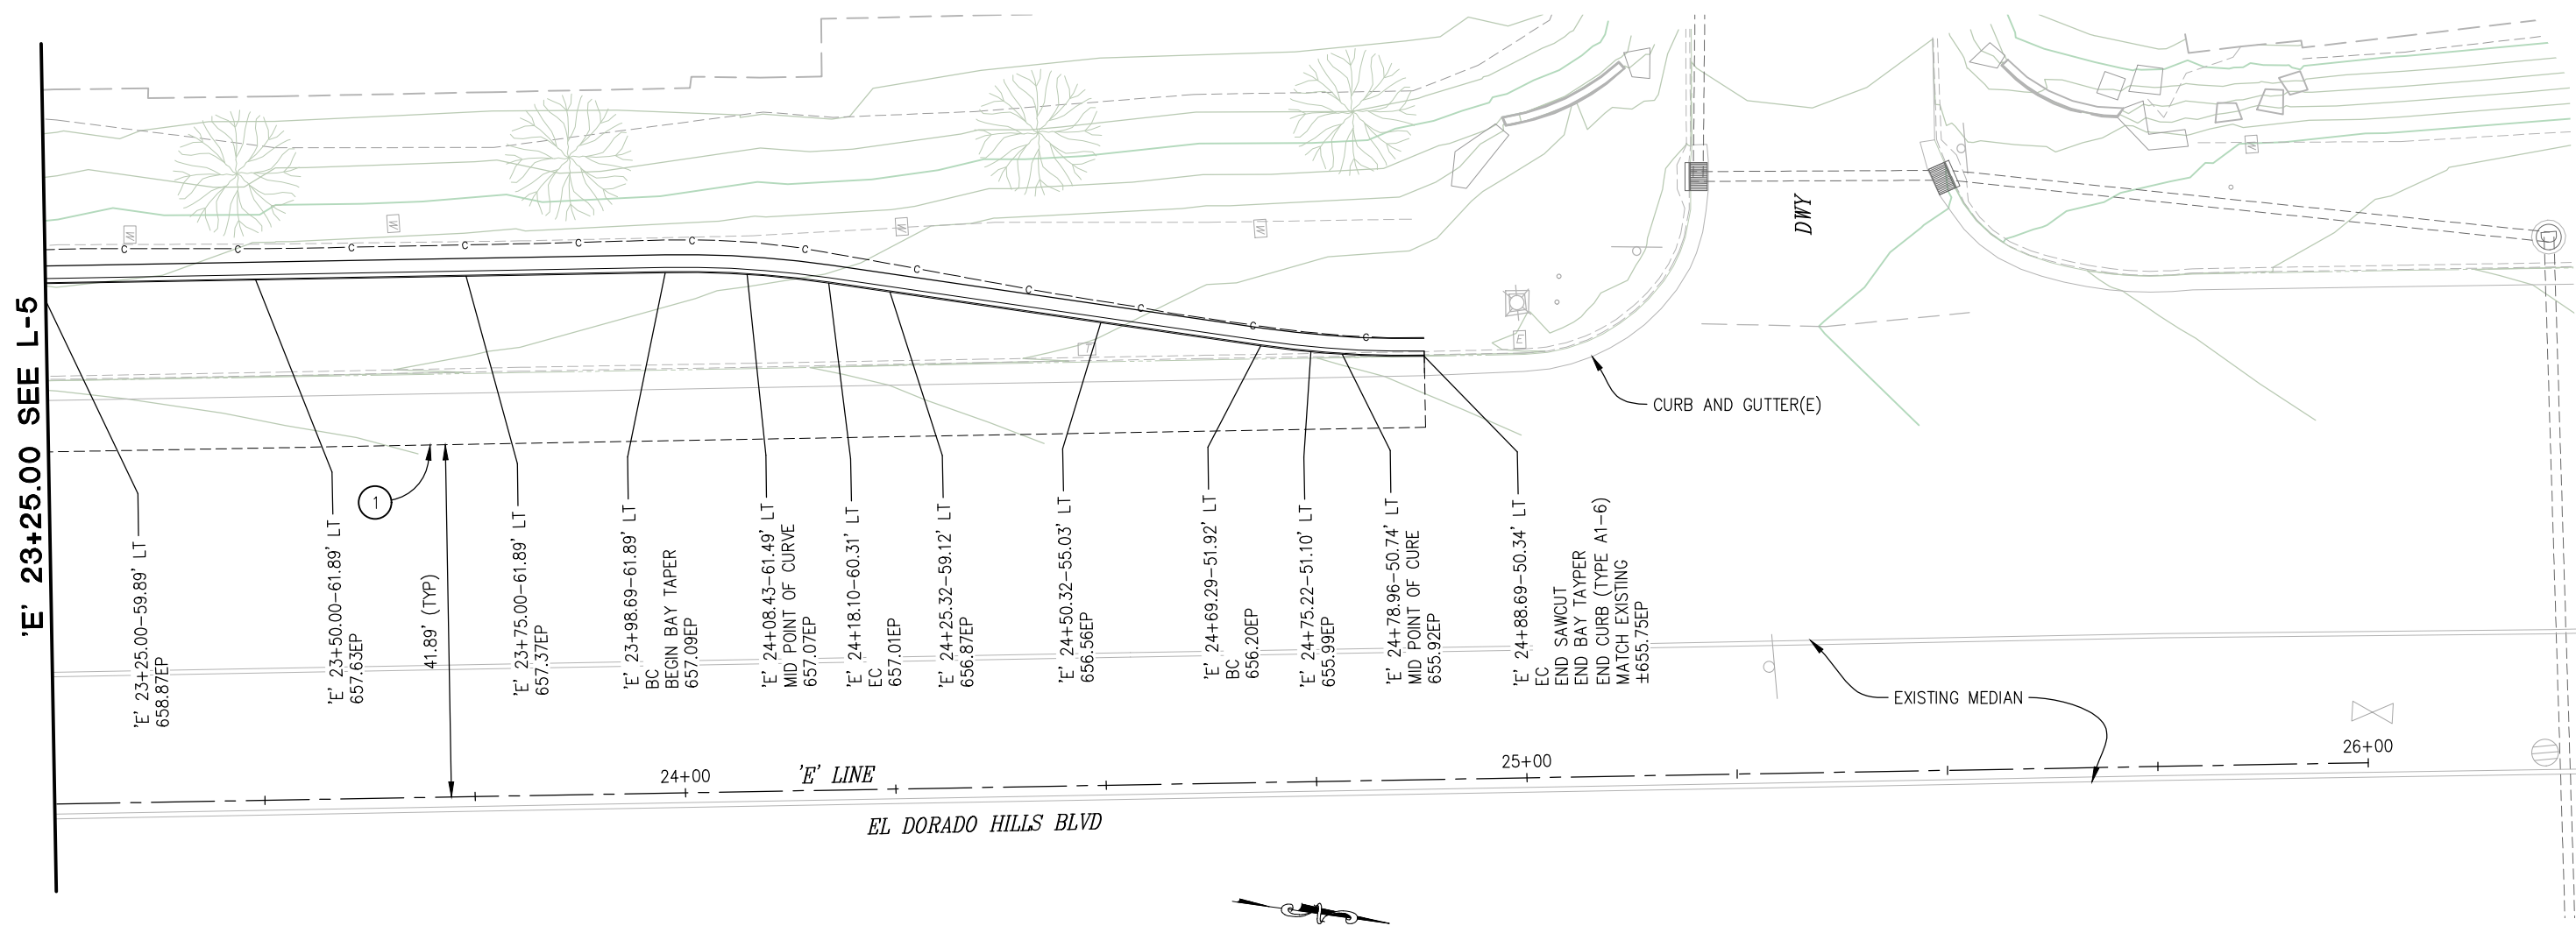 'E' 23+25.00 SEE L-5
C C C C C C C C C C C C
W W W W W
T
E
DWY
CURB AND GUTTER(E)
1
41.89' (TYP)
'E' 23+25.00-59.89' LT
658.87EP
'E' 23+50.00-61.89' LT
657.63EP
'E' 23+75.00-61.89' LT
657.37EP
'E' 23+98.69-61.89' LT
BC
BEGIN BAY TAPER
657.09EP
'E' 24+08.43-61.49' LT
MID POINT OF CURVE
657.07EP
'E' 24+18.10-60.31' LT
EC
657.01EP
'E' 24+25.32-59.12' LT
656.87EP
'E' 24+50.32-55.03' LT
656.56EP
'E' 24+69.29-51.92' LT
BC
656.20EP
'E' 24+75.22-51.10' LT
655.99EP
'E' 24+78.96-50.74' LT
MID POINT OF CURE
655.92EP
'E' 24+88.69-50.34' LT
EC
END SAWCUT
END BAY TAYPER
END CURB (TYPE A1-6)
MATCH EXISTING
±655.75EP
EXISTING MEDIAN
24+00
'E' LINE
25+00
26+00
EL DORADO HILLS BLVD